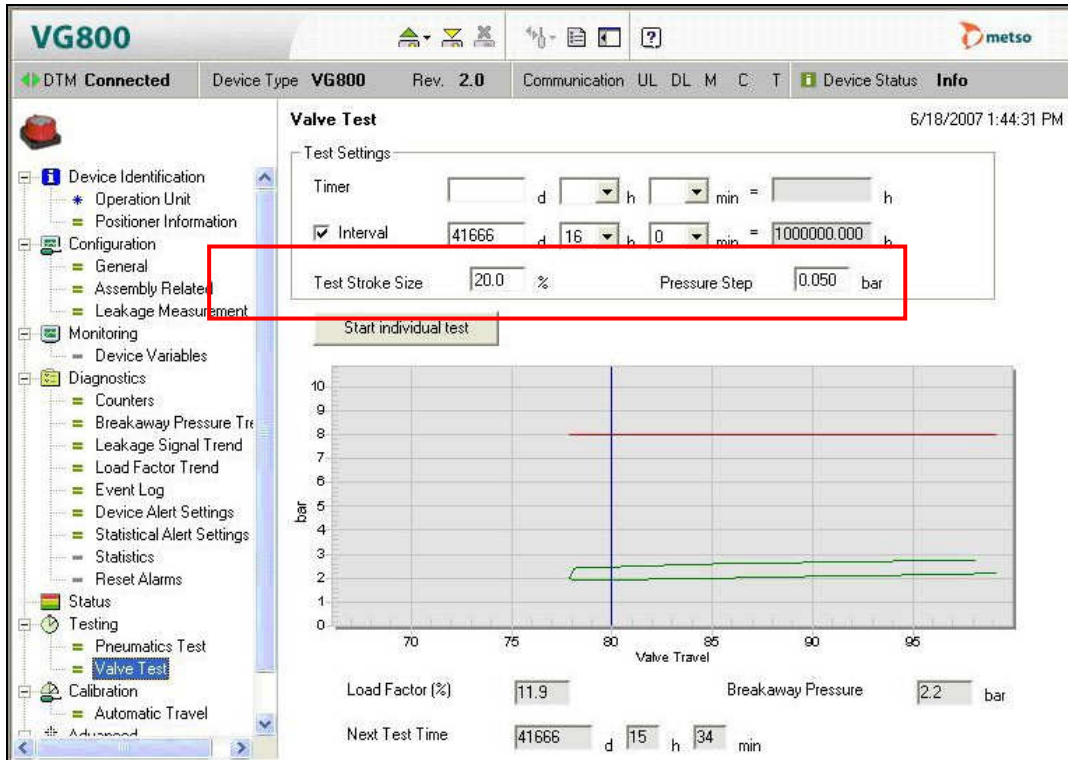 VG800
metso
DTM Connected Device Type VG800 Rev. 2.0 Communication UL DL M C T Device Status Info
Valve Test 6/18/2007 1:44:31 PM
Device Identification
Operation Unit
Positioner Information
Configuration
General
Assembly Related
Leakage Measurement
Monitoring
Device Variables
Diagnostics
Counters
Breakaway Pressure Tre
Leakage Signal Trend
Load Factor Trend
Event Log
Device Alert Settings
Statistical Alert Settings
Statistics
Reset Alarms
Status
Testing
Pneumatics Test
Valve Test
Calibration
Automatic Travel
Advanced
Test Settings
Timer d h min = h
Interval 41666 d 16 h 0 min = 1000000.000 h
Test Stroke Size 20.0 % Pressure Step 0.050 bar
Start individual test
10
9
8
7
6
5
4
3
2
1
0
bar
70 75 80 85 90 95
Valve Travel
Load Factor (%) 11.9 Breakaway Pressure 2.2 bar
Next Test Time 41666 d 15 h 34 min